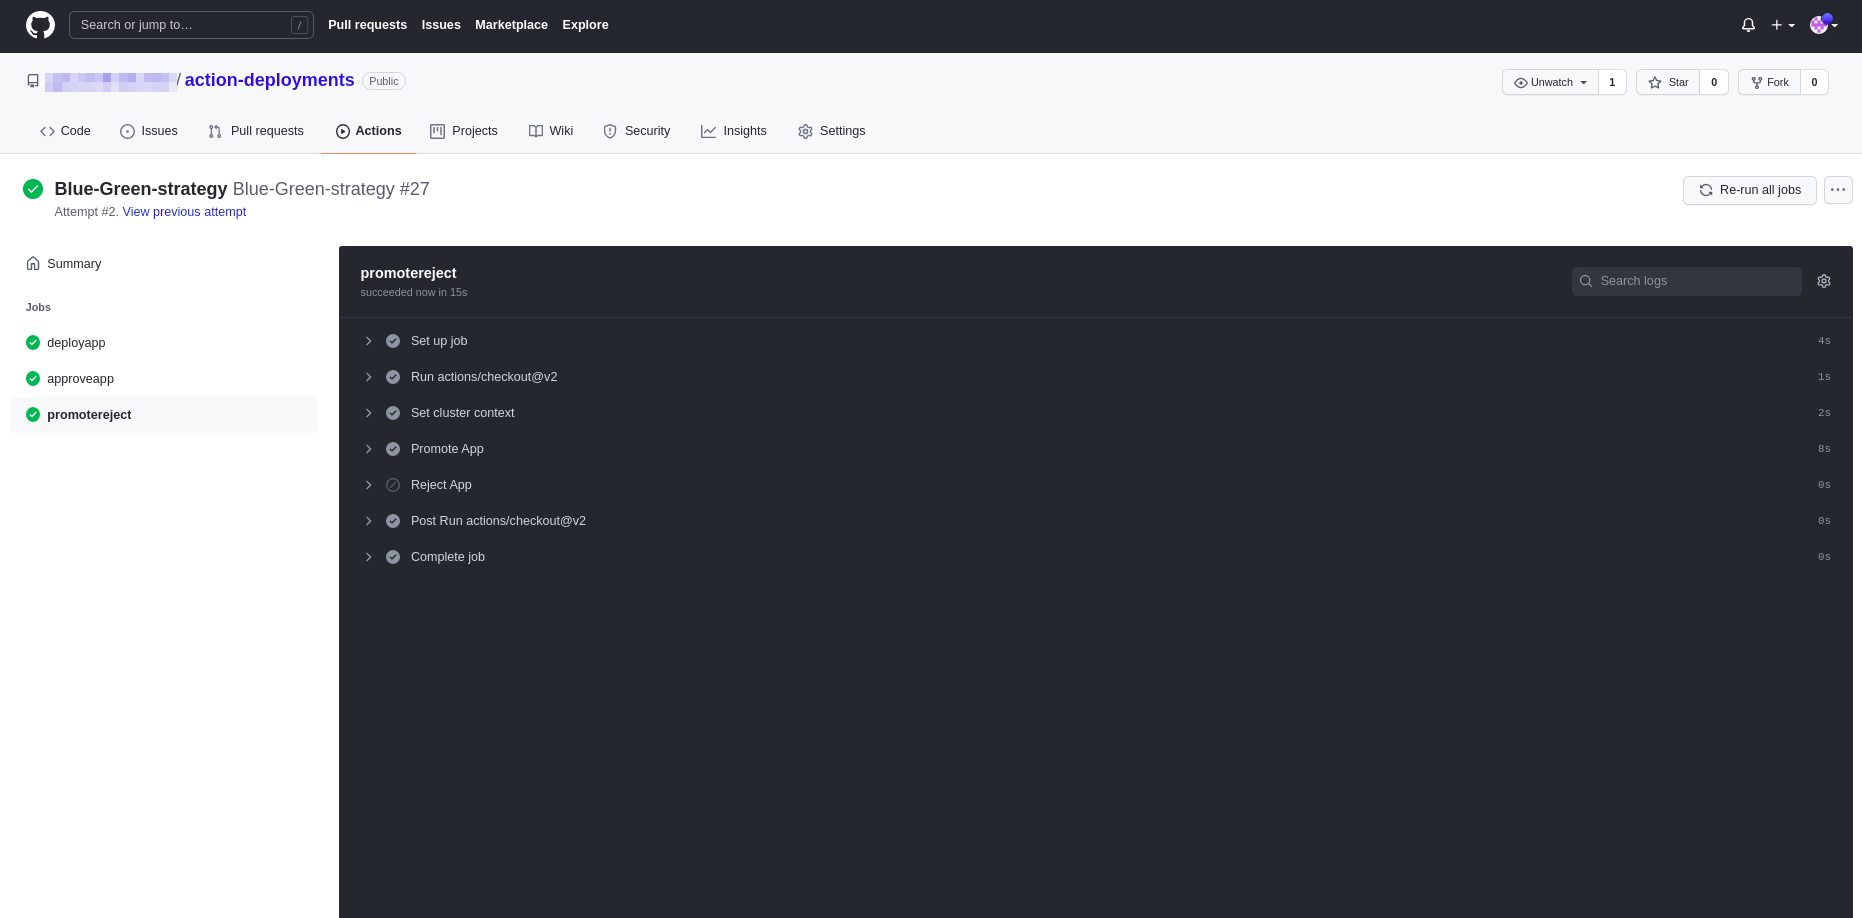 Search or jump to… / Pull requests Issues Marketplace Explore
/ action-deployments Public Unwatch 1 Star 0 Fork 0
Code Issues Pull requests Actions Projects Wiki Security Insights Settings
Blue-Green-strategy Blue-Green-strategy #27
Re-run all jobs
Attempt #2. View previous attempt
Summary
Jobs
deployapp
approveapp
promotereject
promotereject
succeeded now in 15s
Search logs
Set up job 4s
Run actions/checkout@v2 1s
Set cluster context 2s
Promote App 8s
Reject App 0s
Post Run actions/checkout@v2 0s
Complete job 0s